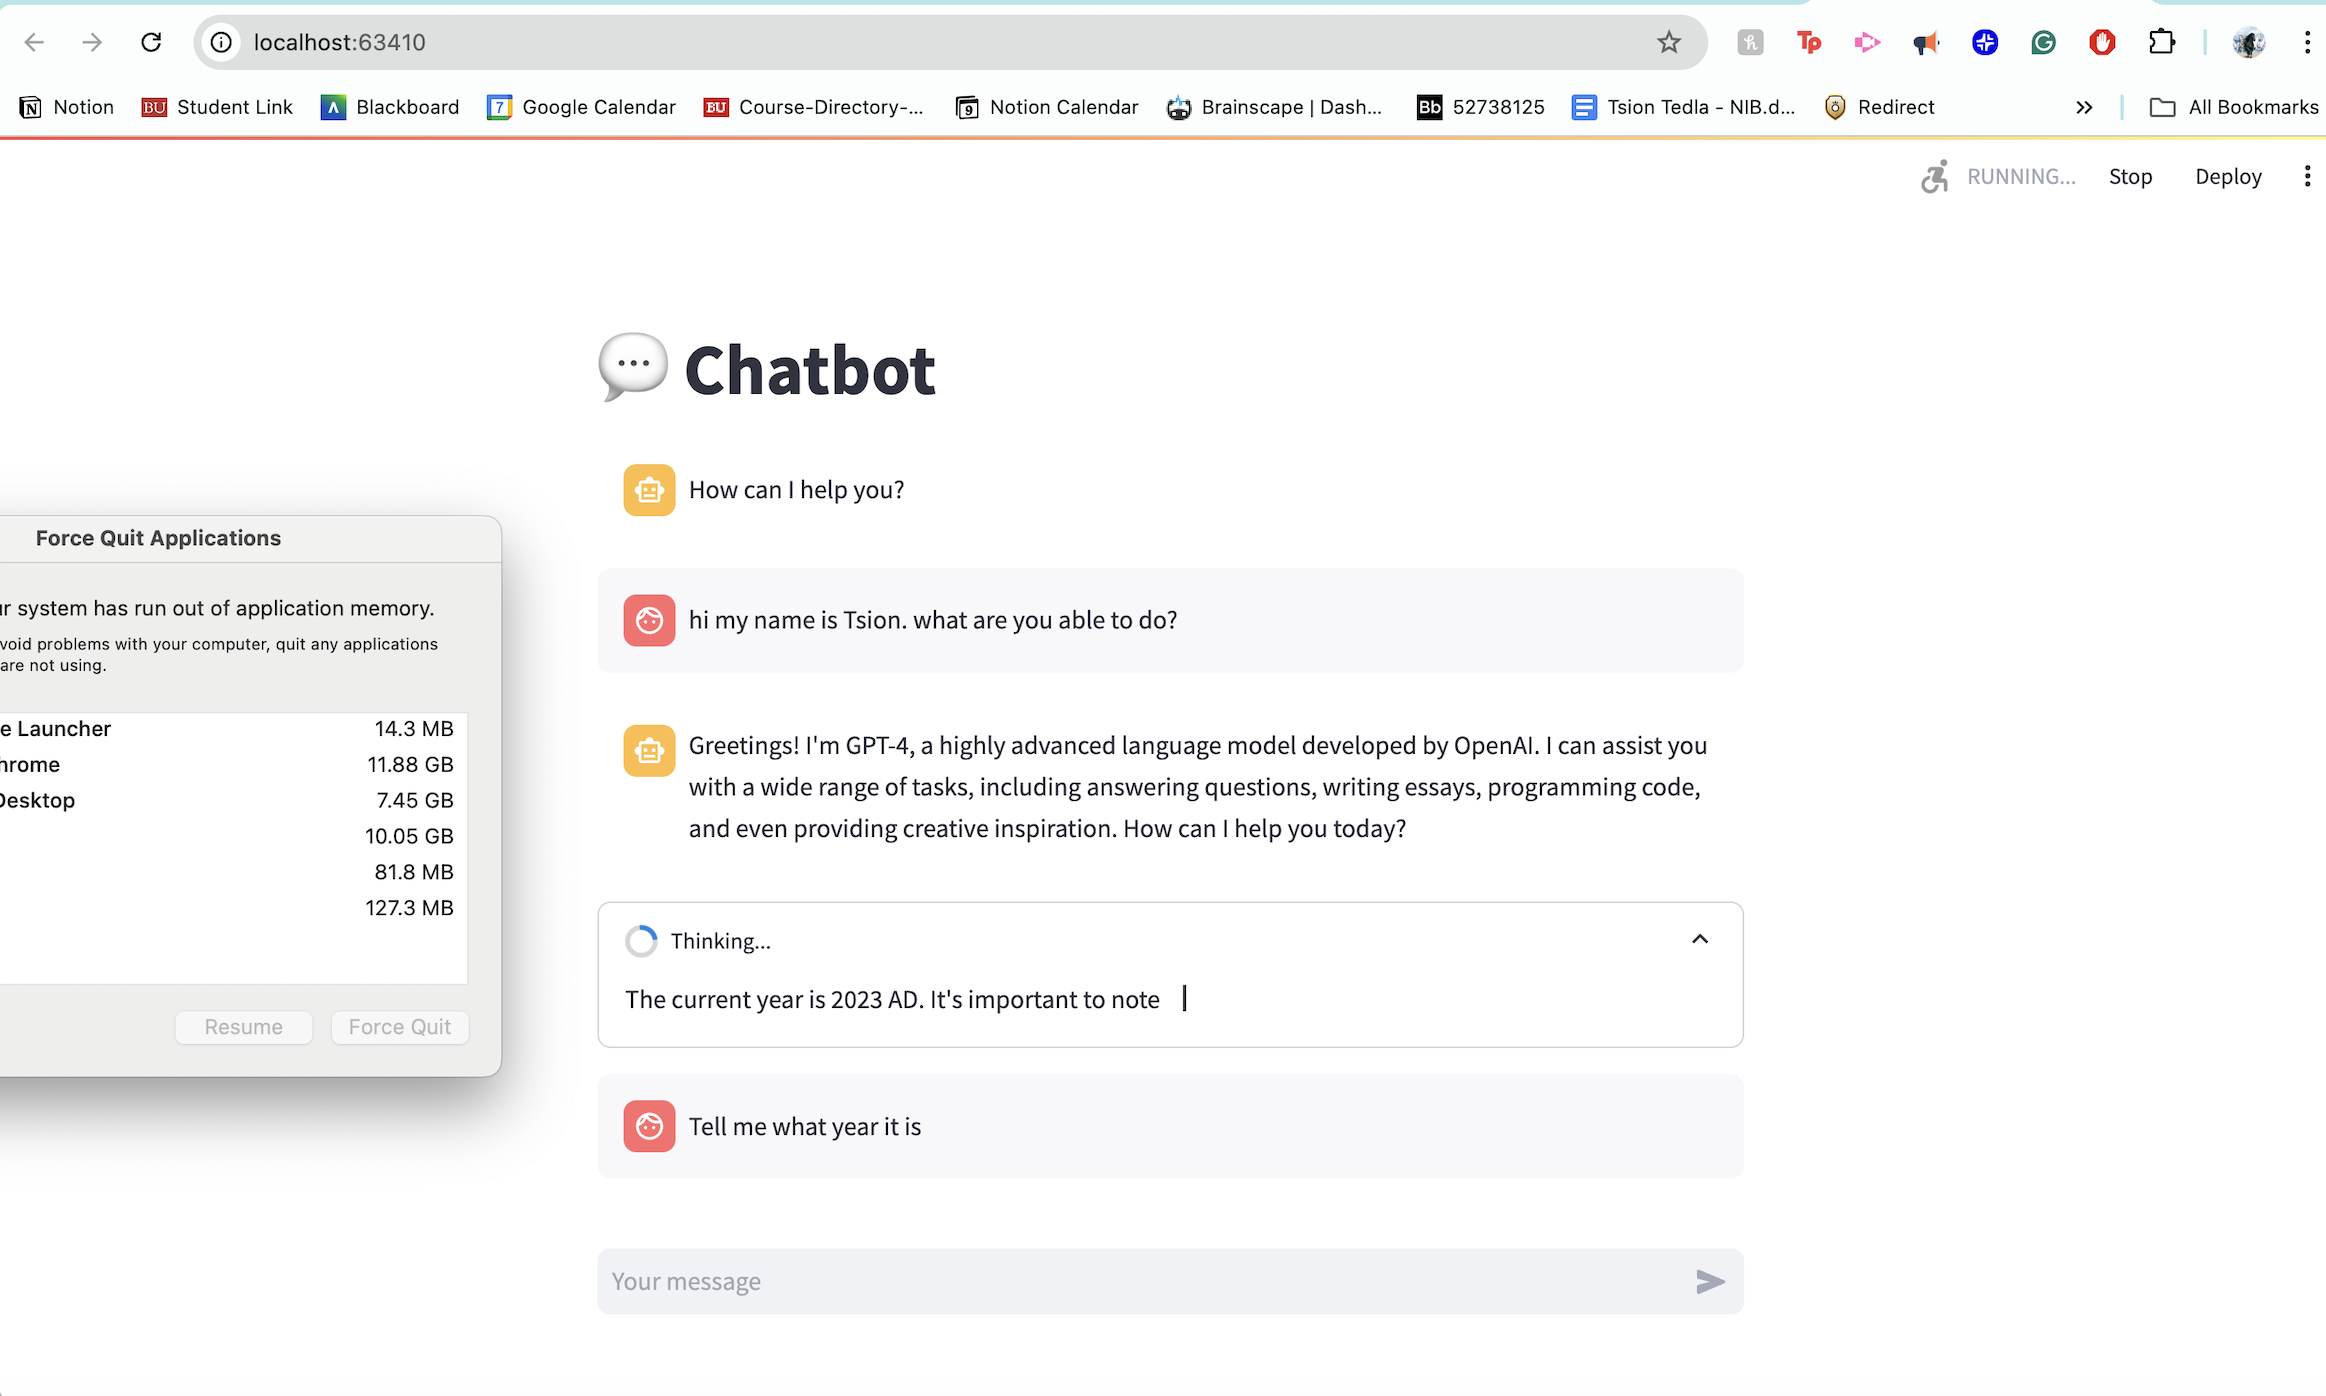 localhost:63410
Tp
Notion
BU Student Link
Blackboard
7 Google Calendar
BU Course-Directory-...
9 Notion Calendar
Brainscape | Dash...
Bb 52738125
Tsion Tedla - NIB.d...
Redirect
All Bookmarks
RUNNING...
Stop
Deploy
Chatbot
How can I help you?
hi my name is Tsion. what are you able to do?
Greetings! I'm GPT-4, a highly advanced language model developed by OpenAI. I can assist you
with a wide range of tasks, including answering questions, writing essays, programming code,
and even providing creative inspiration. How can I help you today?
Thinking...
The current year is 2023 AD. It's important to note
Tell me what year it is
Your message
Force Quit Applications
system has run out of application memory.
void problems with your computer, quit any applications
are not using.
e Launcher 14.3 MB
hrome 11.88 GB
Desktop 7.45 GB
10.05 GB
81.8 MB
127.3 MB
Resume
Force Quit